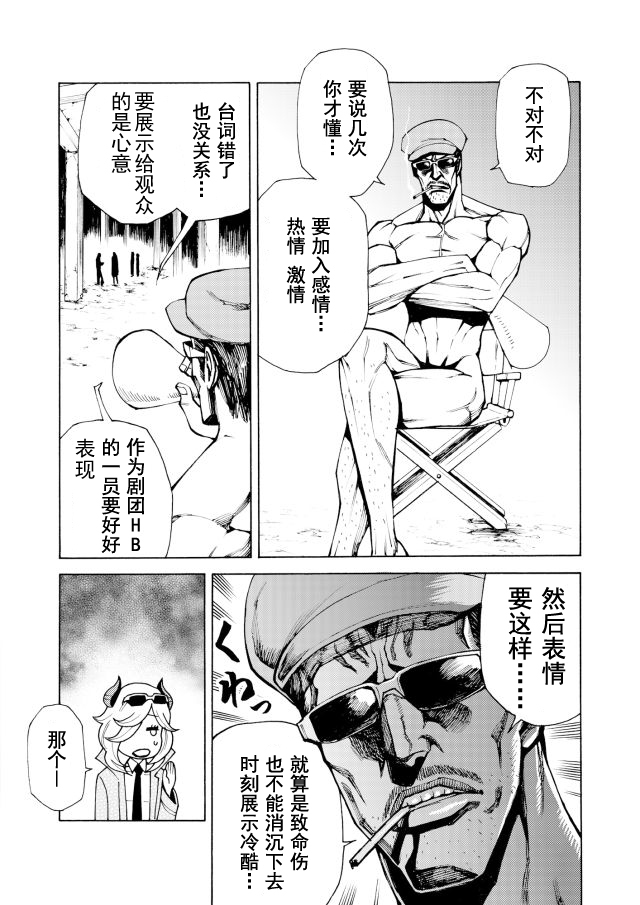 不对不对
要说几次
你才懂…
要加入感情…
热情 激情
台词错了
也没关系…
要展示给观众
的是心意
作为剧团HB
的一员要好好
表现
然后表情
要这样……
くわっ
就算是致命伤
也不能消沉下去
时刻展示冷酷…
那个—